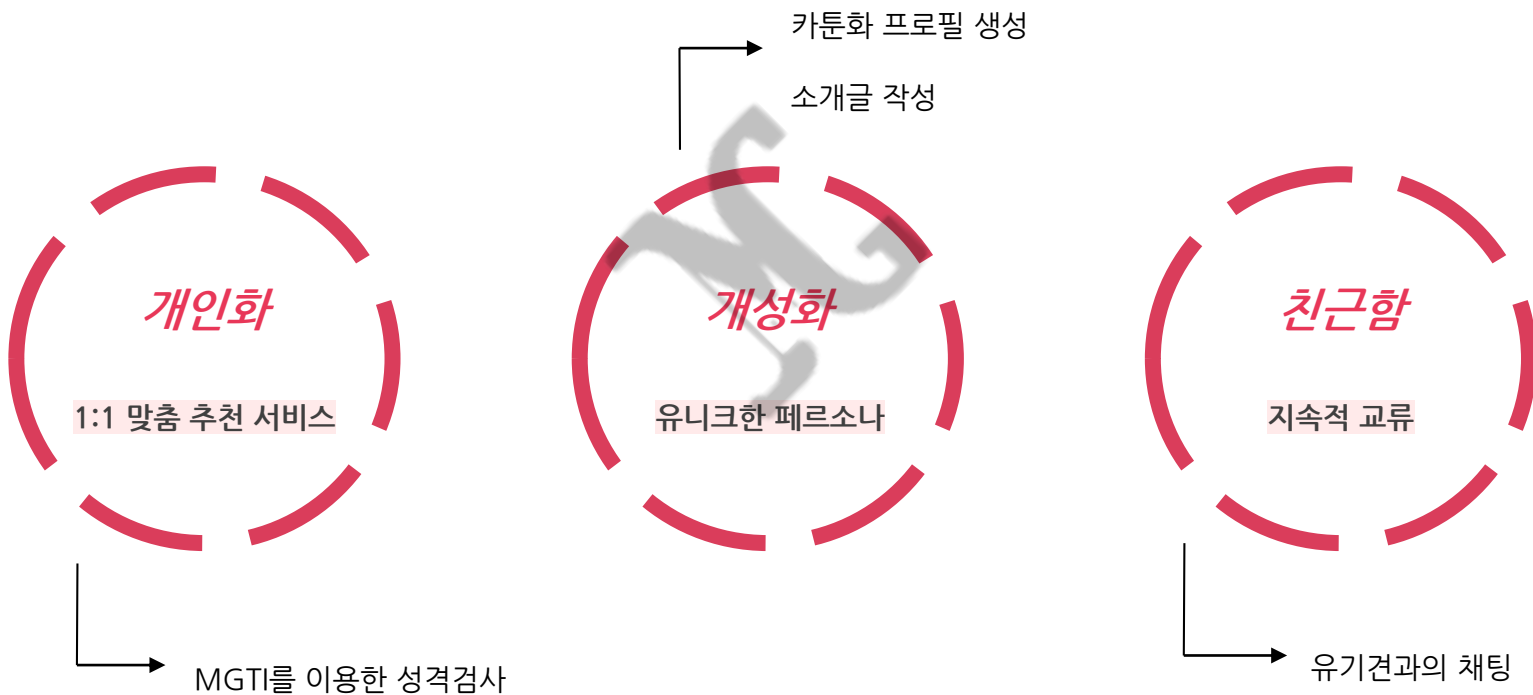 카툰화 프로필 생성
소개글 작성
개인화
1:1 맞춤 추천 서비스
MGTI를 이용한 성격검사
개성화
유니크한 페르소나
친근함
지속적 교류
유기견과의 채팅